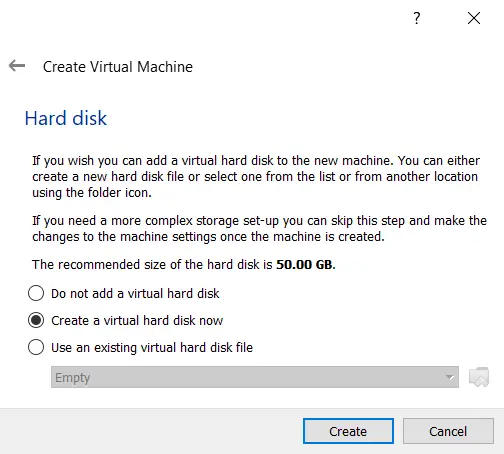 ?
Create Virtual Machine
Hard disk
If you wish you can add a virtual hard disk to the new machine. You can either
create a new hard disk file or select one from the list or from another location
using the folder icon.
If you need a more complex storage set-up you can skip this step and make the
changes to the machine settings once the machine is created.
The recommended size of the hard disk is 50.00 GB.
Do not add a virtual hard disk
Create a virtual hard disk now
Use an existing virtual hard disk file
Empty
Create Cancel